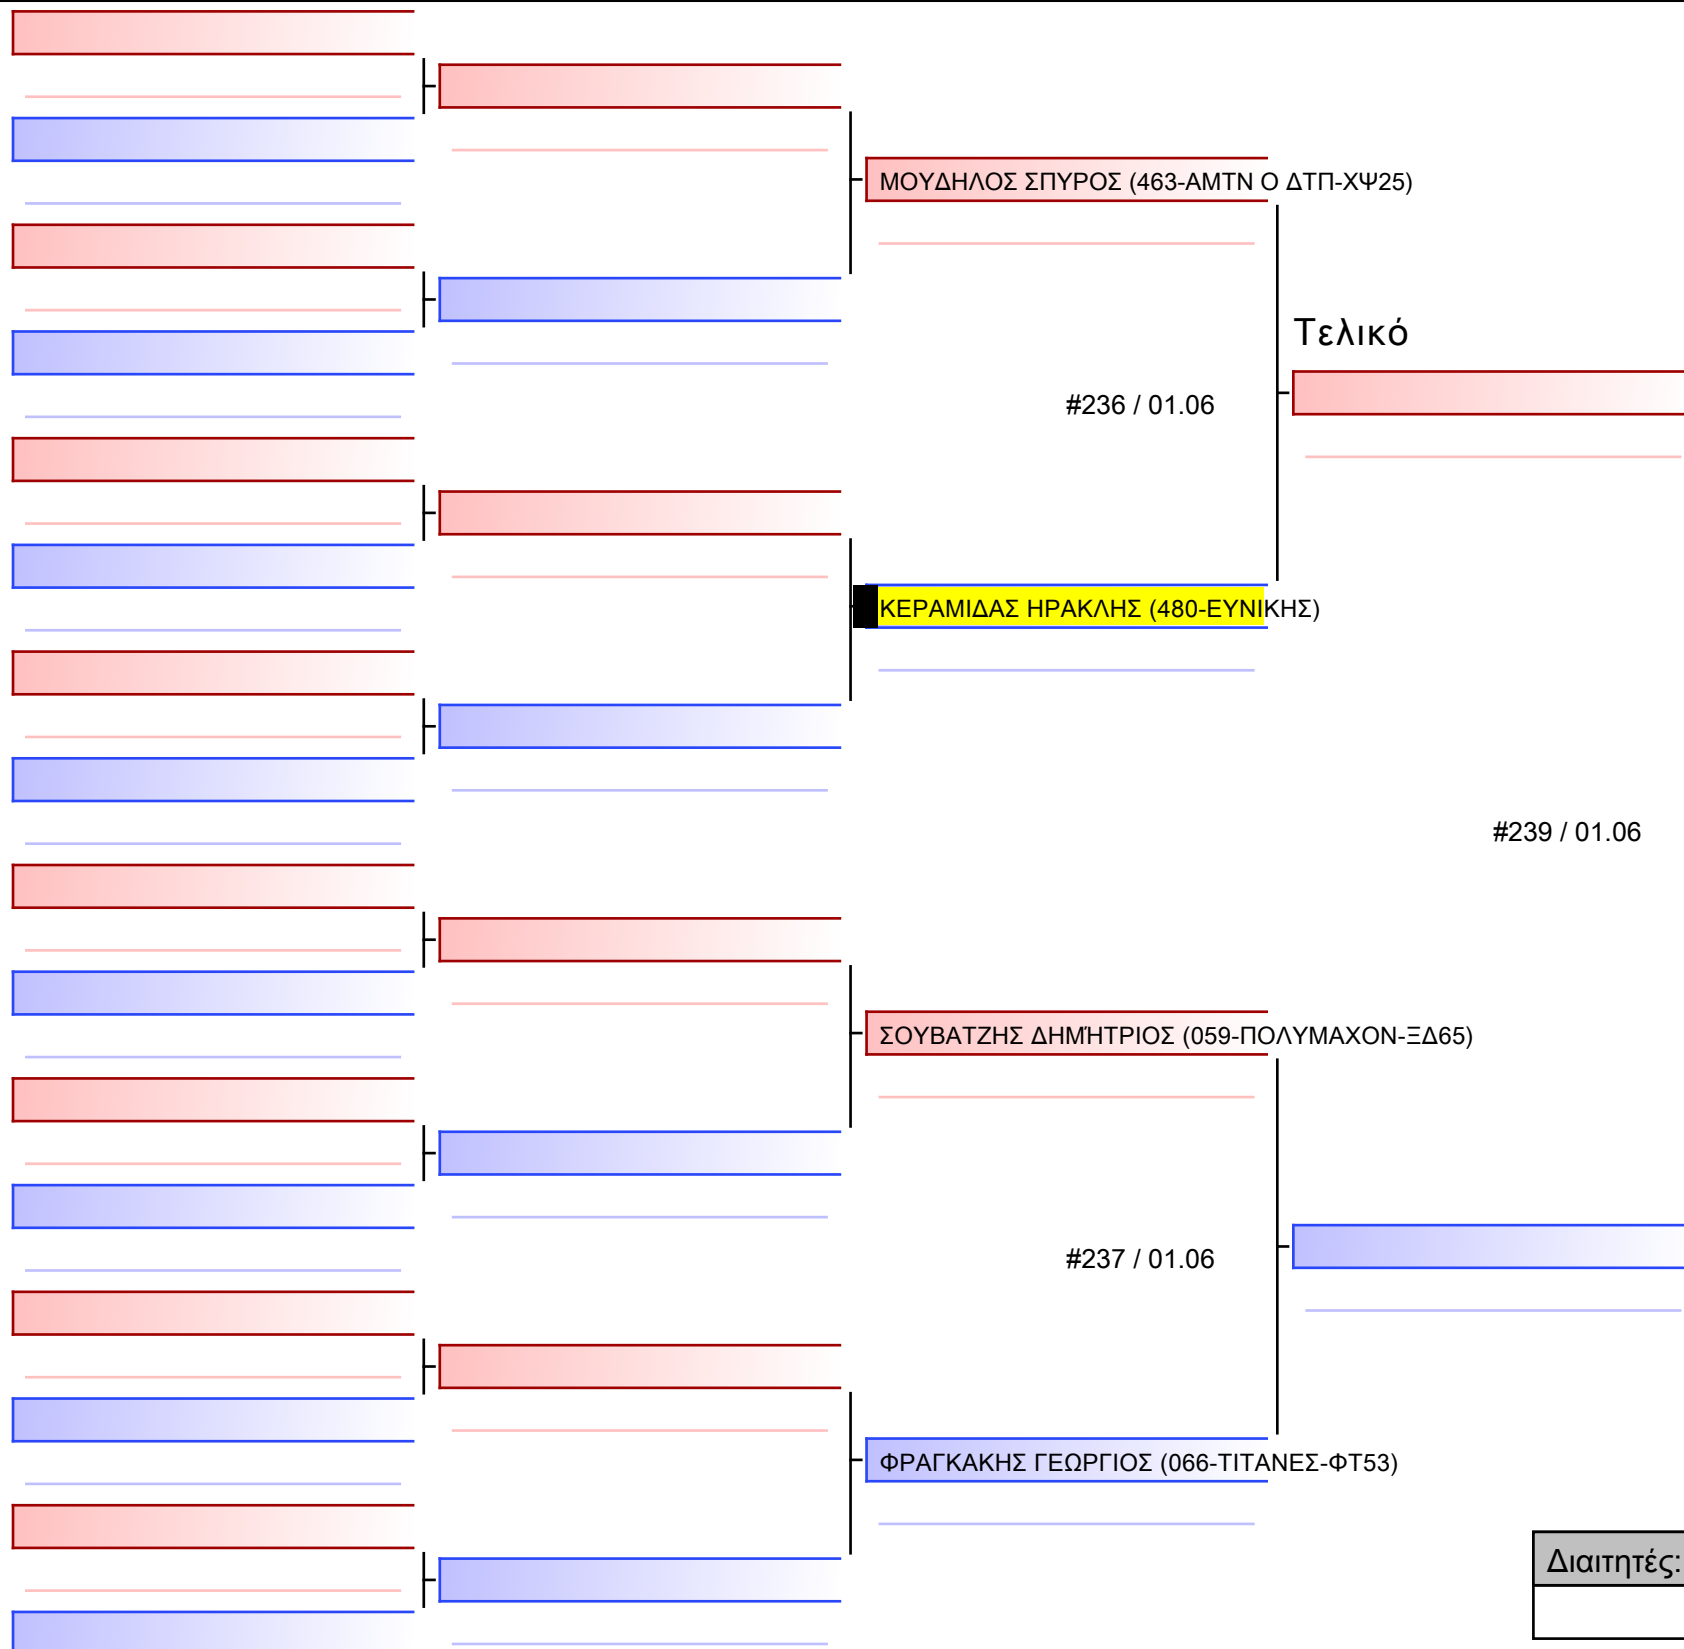 ΜΟΥΔΗΛΟΣ ΣΠΥΡΟΣ (463-ΑΜΤΝ Ο ΔΤΠ-ΧΨ25)
Τελικό
#236 / 01.06
ΚΕΡΑΜΙΔΑΣ ΗΡΑΚΛΗΣ (480-ΕΥΝΙΚΗΣ)
#239 / 01.06
ΣΟΥΒΑΤΖΗΣ ΔΗΜΉΤΡΙΟΣ (059-ΠΟΛΥΜΑΧΟΝ-ΞΔ65)
#237 / 01.06
ΦΡΑΓΚΑΚΗΣ ΓΕΩΡΓΙΟΣ (066-ΤΙΤΑΝΕΣ-ΦΤ53)
Διαιτητές: